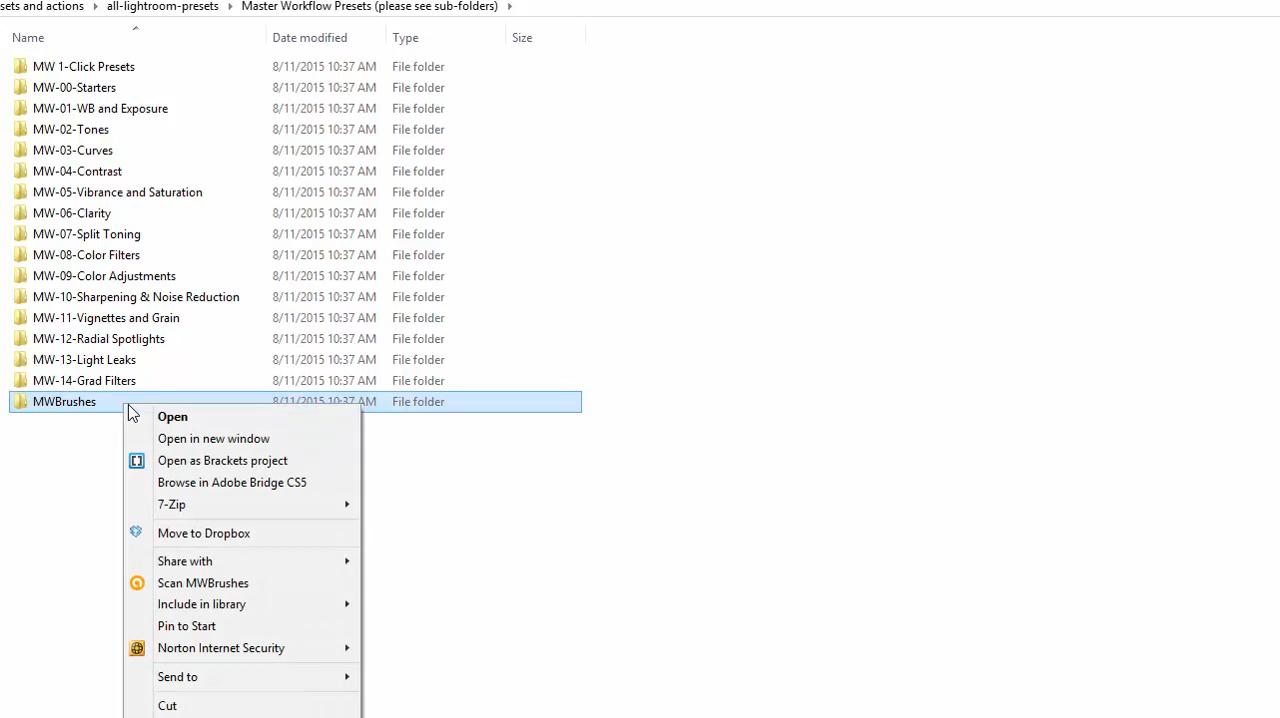 sets and actions all-lightroom-presets Master Workflow Presets (please see sub-folders)
Name Date modified Type Size
MW 1-Click Presets 8/11/2015 10:37 AM File folder
MW-00-Starters 8/11/2015 10:37 AM File folder
MW-01-WB and Exposure 8/11/2015 10:37 AM File folder
MW-02-Tones 8/11/2015 10:37 AM File folder
MW-03-Curves 8/11/2015 10:37 AM File folder
MW-04-Contrast 8/11/2015 10:37 AM File folder
MW-05-Vibrance and Saturation 8/11/2015 10:37 AM File folder
MW-06-Clarity 8/11/2015 10:37 AM File folder
MW-07-Split Toning 8/11/2015 10:37 AM File folder
MW-08-Color Filters 8/11/2015 10:37 AM File folder
MW-09-Color Adjustments 8/11/2015 10:37 AM File folder
MW-10-Sharpening & Noise Reduction 8/11/2015 10:37 AM File folder
MW-11-Vignettes and Grain 8/11/2015 10:37 AM File folder
MW-12-Radial Spotlights 8/11/2015 10:37 AM File folder
MW-13-Light Leaks 8/11/2015 10:37 AM File folder
MW-14-Grad Filters 8/11/2015 10:37 AM File folder
MWBrushes 8/11/2015 10:37 AM File folder
Open
Open in new window
Open as Brackets project
Browse in Adobe Bridge CS5
7-Zip
Move to Dropbox
Share with
Scan MWBrushes
Include in library
Pin to Start
Norton Internet Security
Send to
Cut